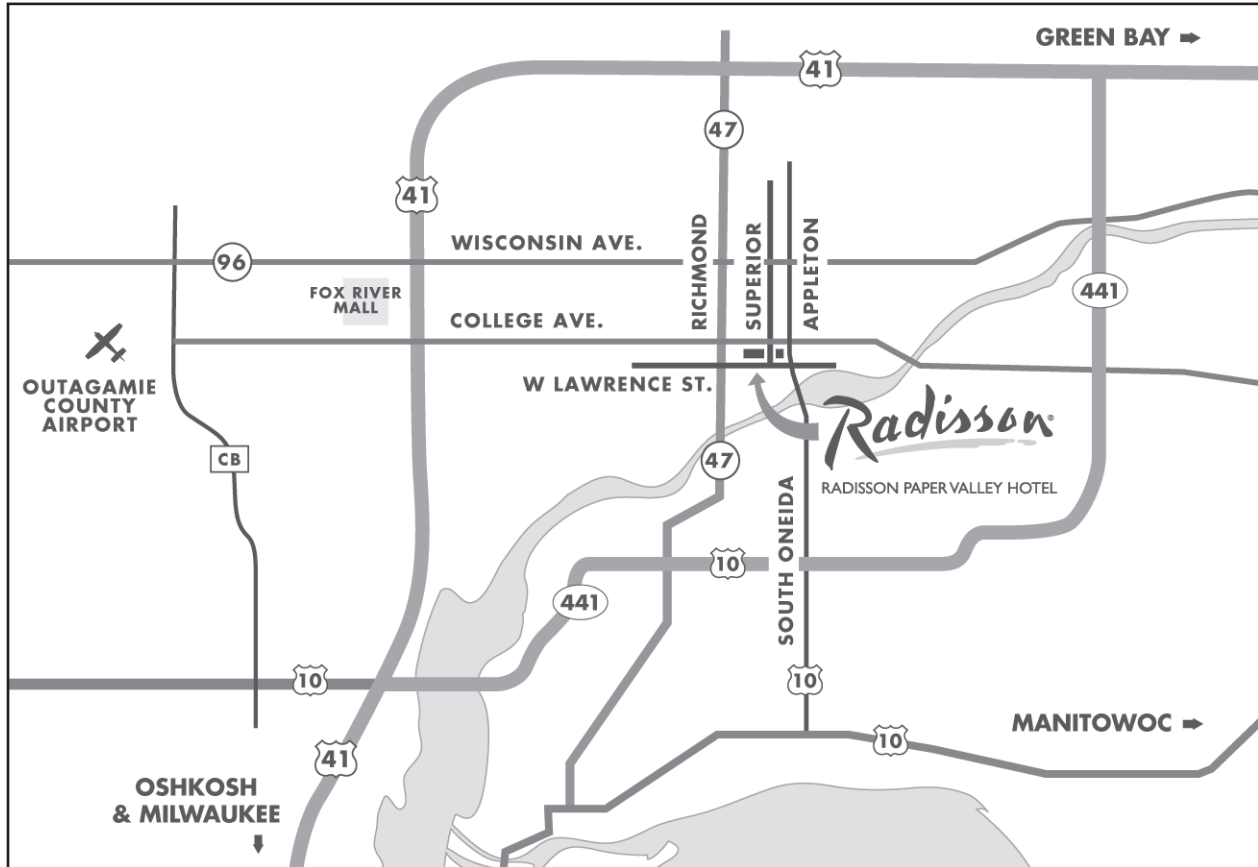 GREEN BAY
41
47
41
WISCONSIN AVE.
96
RICHMOND
SUPERIOR
APPLETON
FOX RIVER
MALL
441
COLLEGE AVE.
OUTAGAMIE
COUNTY
AIRPORT
W LAWRENCE ST.
Radisson®
CB
47
RADISSON PAPER VALLEY HOTEL
10
SOUTH ONEIDA
441
10
10
MANITOWOC
10
41
OSHKOSH
& MILWAUKEE